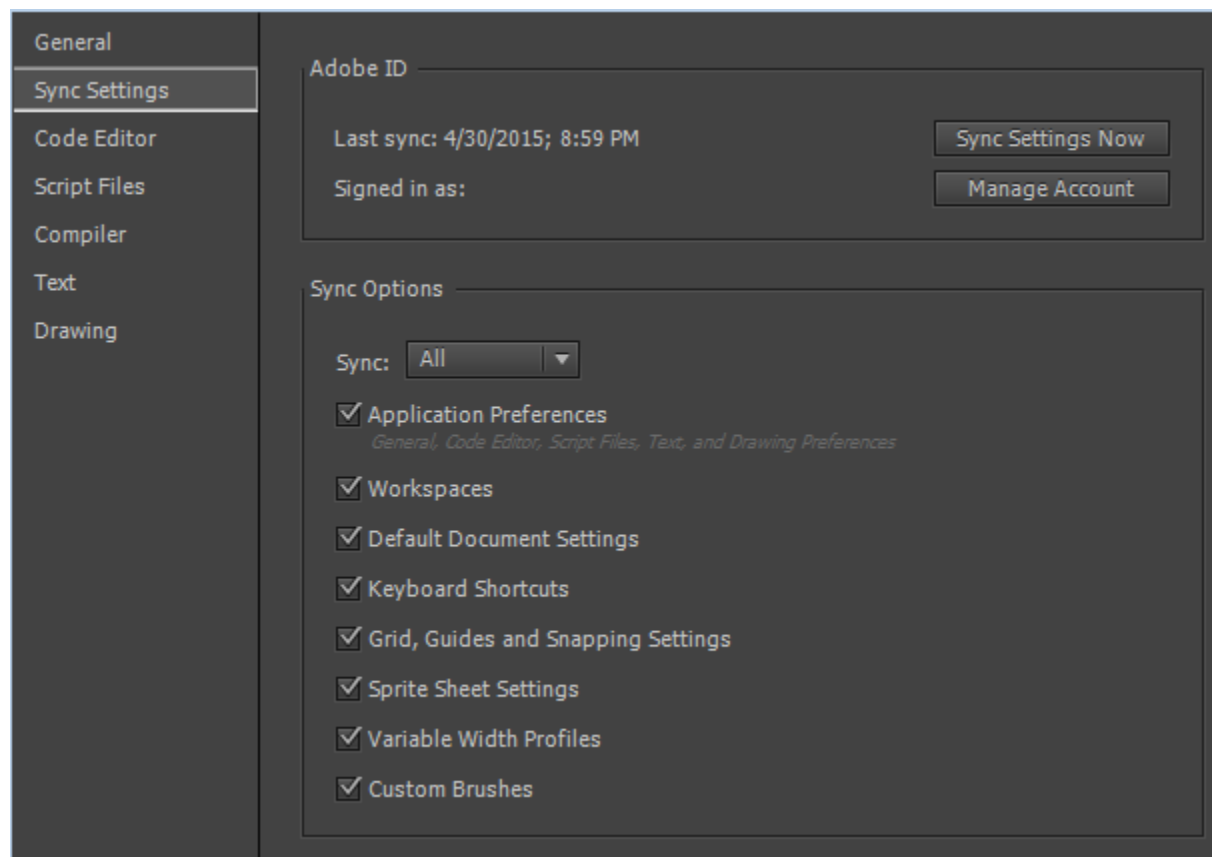 General
Sync Settings
Code Editor
Script Files
Compiler
Text
Drawing
Adobe ID
Last sync: 4/30/2015; 8:59 PM
Sync Settings Now
Signed in as:
Manage Account
Sync Options
Sync: All
Application Preferences
General, Code Editor, Script Files, Text, and Drawing Preferences
Workspaces
Default Document Settings
Keyboard Shortcuts
Grid, Guides and Snapping Settings
Sprite Sheet Settings
Variable Width Profiles
Custom Brushes